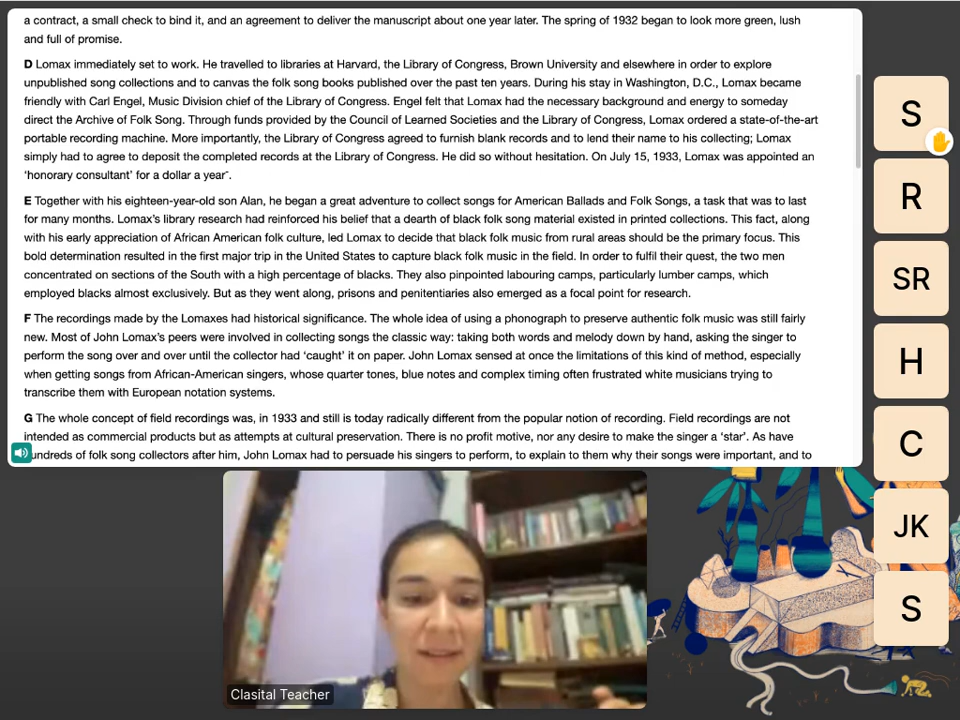 a contract, a small check to bind it, and an agreement to deliver the manuscript about one year later. The spring of 1932 began to look more green, lush
and full of promise.
D Lomax immediately set to work. He travelled to libraries at Harvard, the Library of Congress, Brown University and elsewhere in order to explore
unpublished song collections and to canvas the folk song books published over the past ten years. During his stay in Washington, D.C., Lomax became
friendly with Carl Engel, Music Division chief of the Library of Congress. Engel felt that Lomax had the necessary background and energy to someday
direct the Archive of Folk Song. Through funds provided by the Council of Learned Societies and the Library of Congress, Lomax ordered a state-of-the-art
portable recording machine. More importantly, the Library of Congress agreed to furnish blank records and to lend their name to his collecting; Lomax
simply had to agree to deposit the completed records at the Library of Congress. He did so without hesitation. On July 15, 1933, Lomax was appointed an
‘honorary consultant’ for a dollar a year”.
E Together with his eighteen-year-old son Alan, he began a great adventure to collect songs for American Ballads and Folk Songs, a task that was to last
for many months. Lomax’s library research had reinforced his belief that a dearth of black folk song material existed in printed collections. This fact, along
with his early appreciation of African American folk culture, led Lomax to decide that black folk music from rural areas should be the primary focus. This
bold determination resulted in the first major trip in the United States to capture black folk music in the field. In order to fulfil their quest, the two men
concentrated on sections of the South with a high percentage of blacks. They also pinpointed labouring camps, particularly lumber camps, which
employed blacks almost exclusively. But as they went along, prisons and penitentiaries also emerged as a focal point for research.
F The recordings made by the Lomaxes had historical significance. The whole idea of using a phonograph to preserve authentic folk music was still fairly
new. Most of John Lomax’s peers were involved in collecting songs the classic way: taking both words and melody down by hand, asking the singer to
perform the song over and over until the collector had ‘caught’ it on paper. John Lomax sensed at once the limitations of this kind of method, especially
when getting songs from African-American singers, whose quarter tones, blue notes and complex timing often frustrated white musicians trying to
transcribe them with European notation systems.
G The whole concept of field recordings was, in 1933 and still is today radically different from the popular notion of recording. Field recordings are not
intended as commercial products but as attempts at cultural preservation. There is no profit motive, nor any desire to make the singer a ‘star’. As have
undreds of folk song collectors after him, John Lomax had to persuade his singers to perform, to explain to them why their songs were important, and to
S
R
SR
H
C
JK
S
Clasital Teacher